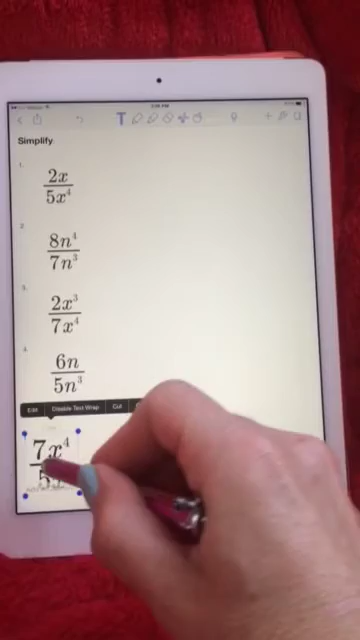 Simplify
1.
2x
5x⁴
2
8n⁴
7n³
3.
2x³
7x⁴
4.
6n
5n³
Edit Disable Text Wrap Cut
7x⁴
5